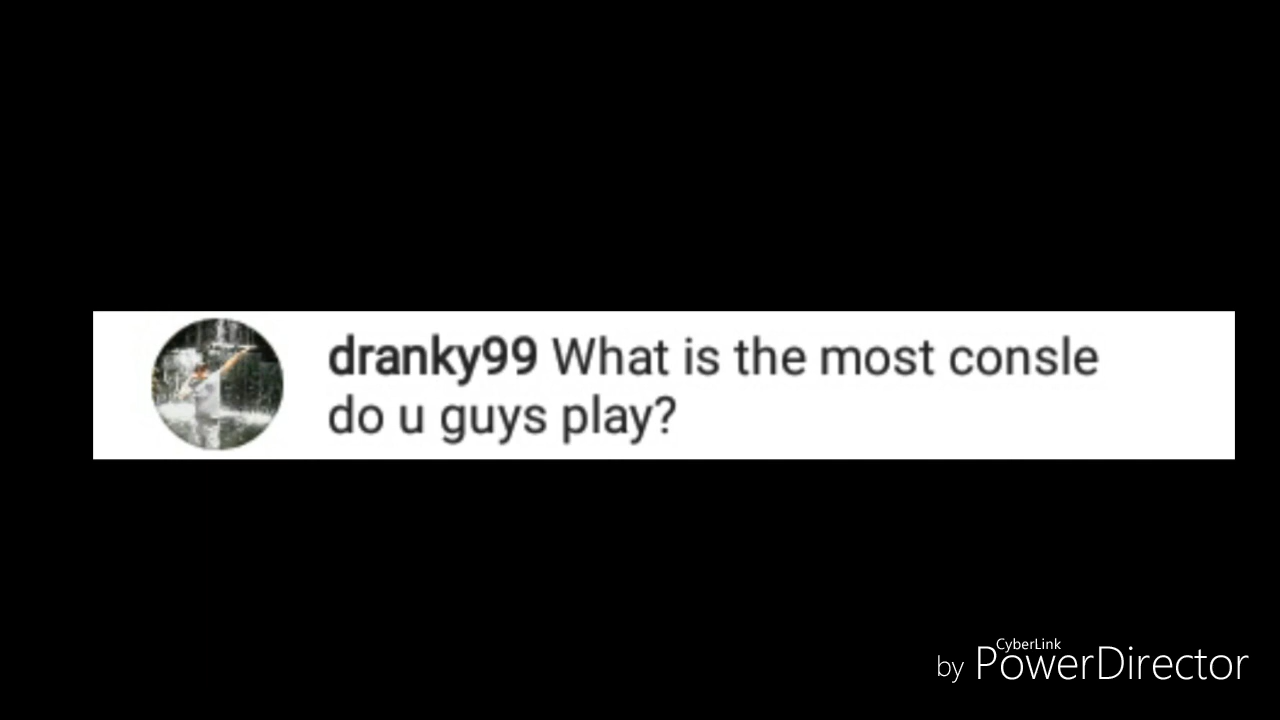 dranky99 What is the most consle
do u guys play?
CyberLink
by PowerDirector